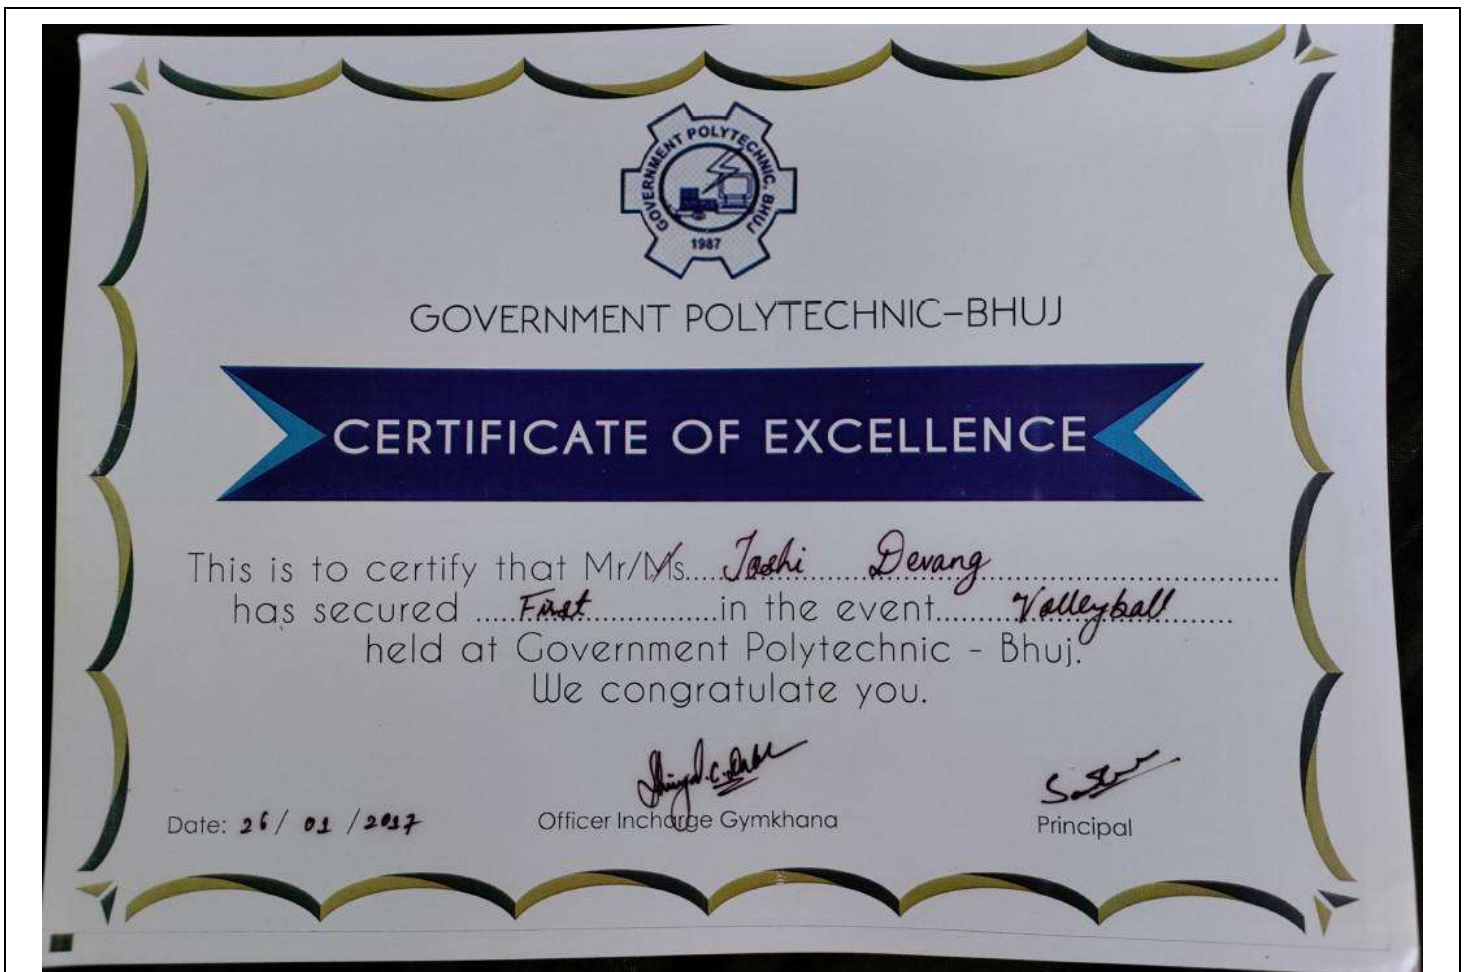 GOVERNMENT POLYTECHNIC, BHUJ
1987
GOVERNMENT POLYTECHNIC-BHUJ
CERTIFICATE OF EXCELLENCE
This is to certify that Mr/Ms.....Joshi.....Devang..............................
has secured .....First................in the event...........Volleyball........
held at Government Polytechnic - Bhuj.
We congratulate you.
Date: 26/ 01 /2017
Officer Incharge Gymkhana
Principal